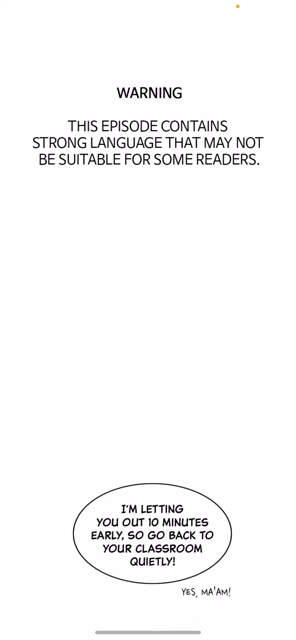 WARNING
THIS EPISODE CONTAINS
STRONG LANGUAGE THAT MAY NOT
BE SUITABLE FOR SOME READERS.
I'M LETTING
YOU OUT 10 MINUTES
EARLY, SO GO BACK TO
YOUR CLASSROOM
QUIETLY!
YES, MA'AM!